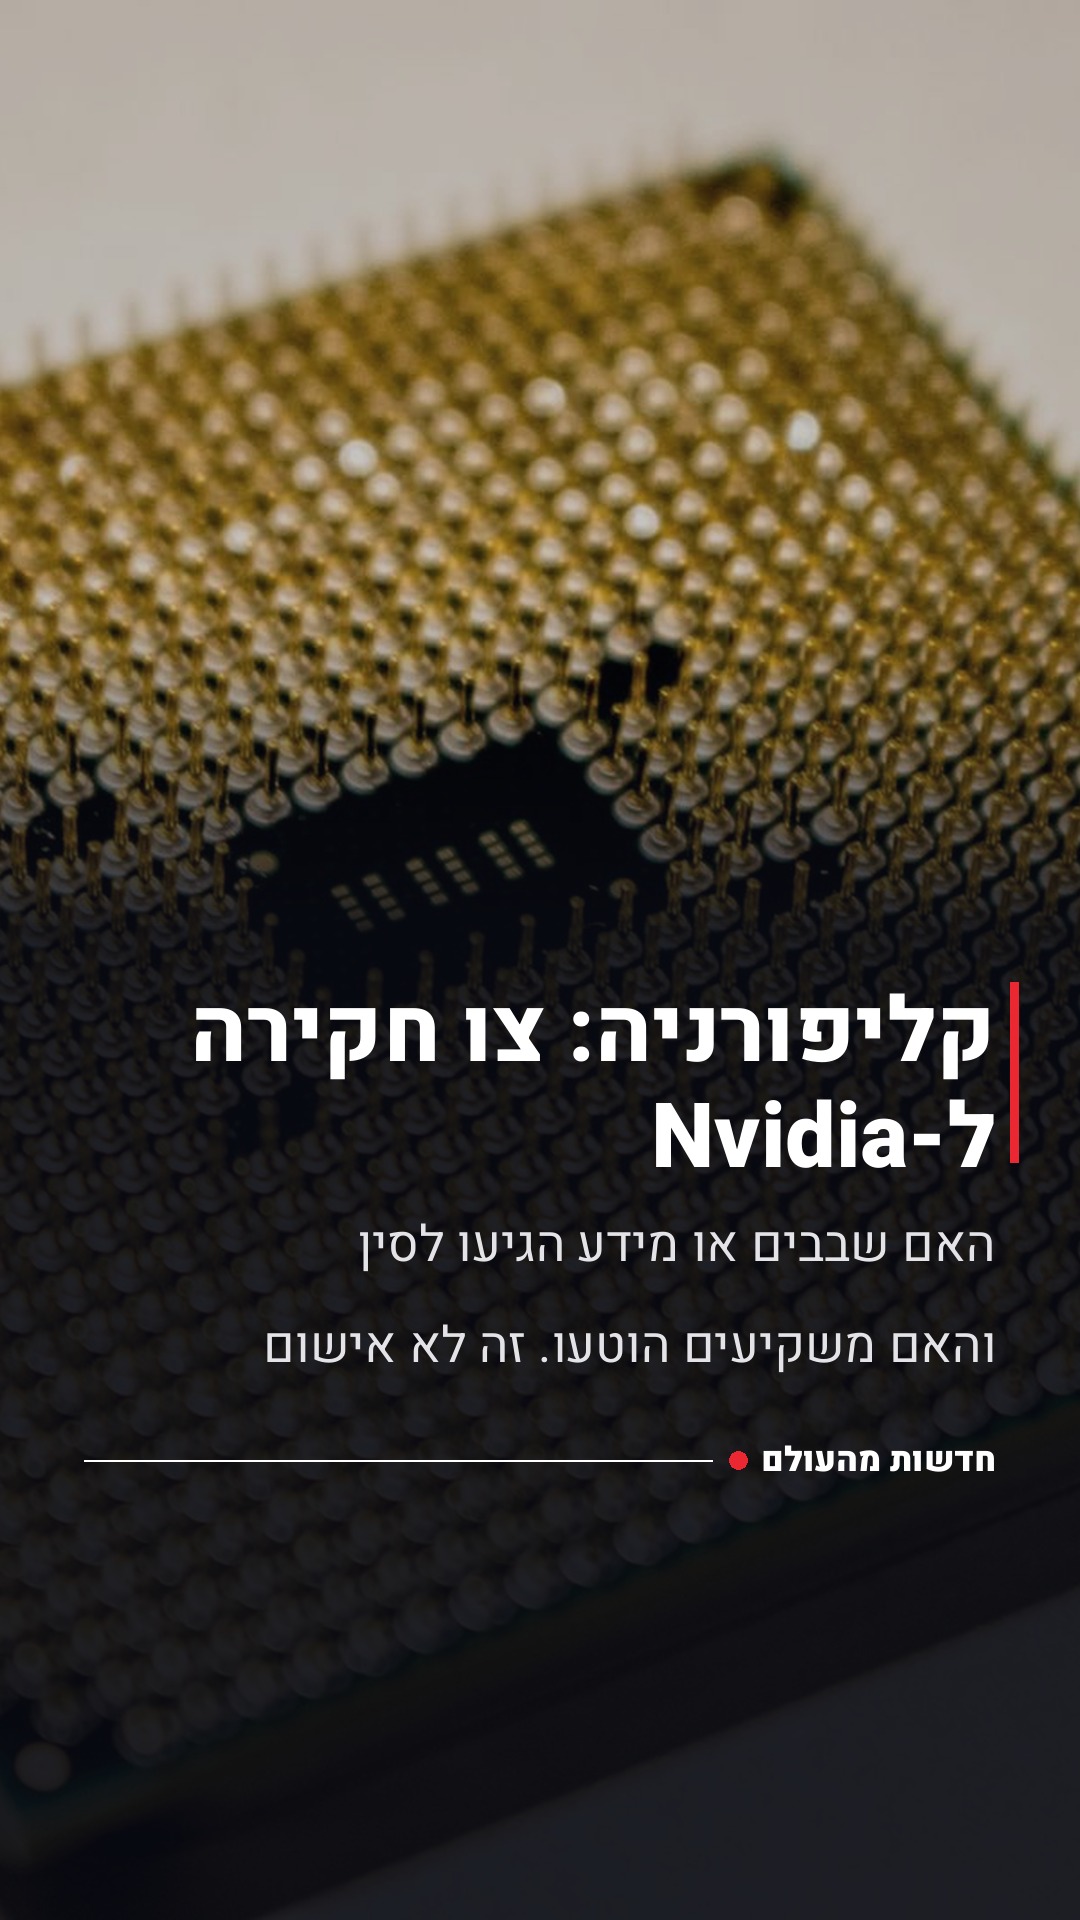 קליפורניה: צו חקירה
ל-Nvidia
האם שבבים או מידע הגיעו לסין
והאם משקיעים הוטעו. זה לא אישום
חדשות מהעולם